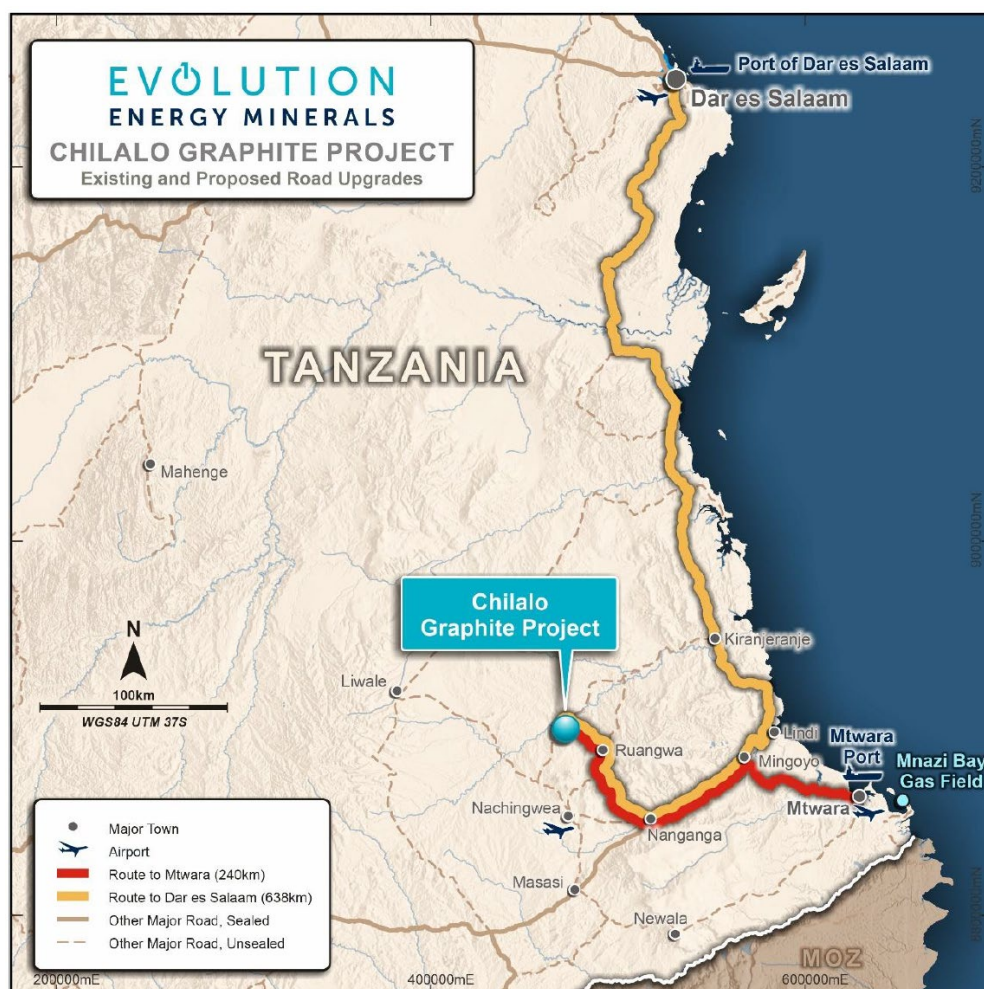 EVOLUTION
ENERGY MINERALS
CHILALO GRAPHITE PROJECT
Existing and Proposed Road Upgrades
Port of Dar es Salaam
Dar es Salaam
9200000mN
TANZANIA
Mahenge
9000000mN
Chilalo
Graphite Project
Kiranjeranje
N
100km
WGS84 UTM 37S
Liwale
Ruangwa
Lindi
Mingoyo
Mtwara
Port
Mnazi Bay
Gas Field
Mtwara
Nachingwea
Nanganga
Masasi
Newala
8800000mN
Major Town
Airport
Route to Mtwara (240km)
Route to Dar es Salaam (638km)
Other Major Road, Sealed
Other Major Road, Unsealed
MOZ
200000mE
400000mE
600000mE